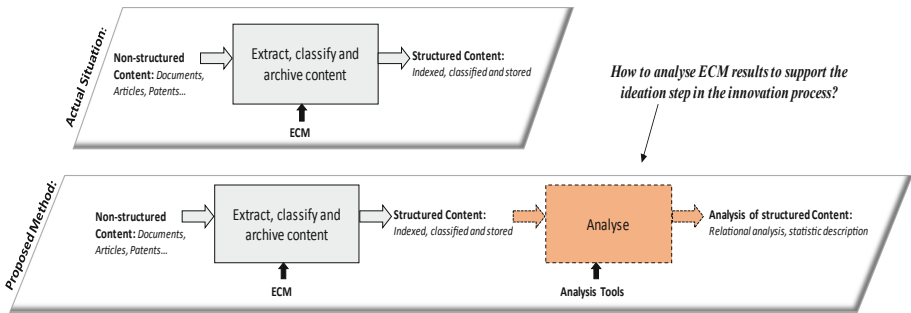 Actual Situation:
Non-structured
Content: Documents,
Articles, Patents...
Extract, classify and
archive content
Structured Content:
Indexed, classified and stored
ECM
How to analyse ECM results to support the
ideation step in the innovation process?
Proposed Method:
Non-structured
Content: Documents,
Articles, Patents...
Extract, classify and
archive content
Structured Content:
Indexed, classified and stored
Analyse
Analysis of structured Content:
Relational analysis, statistic description
ECM
Analysis Tools